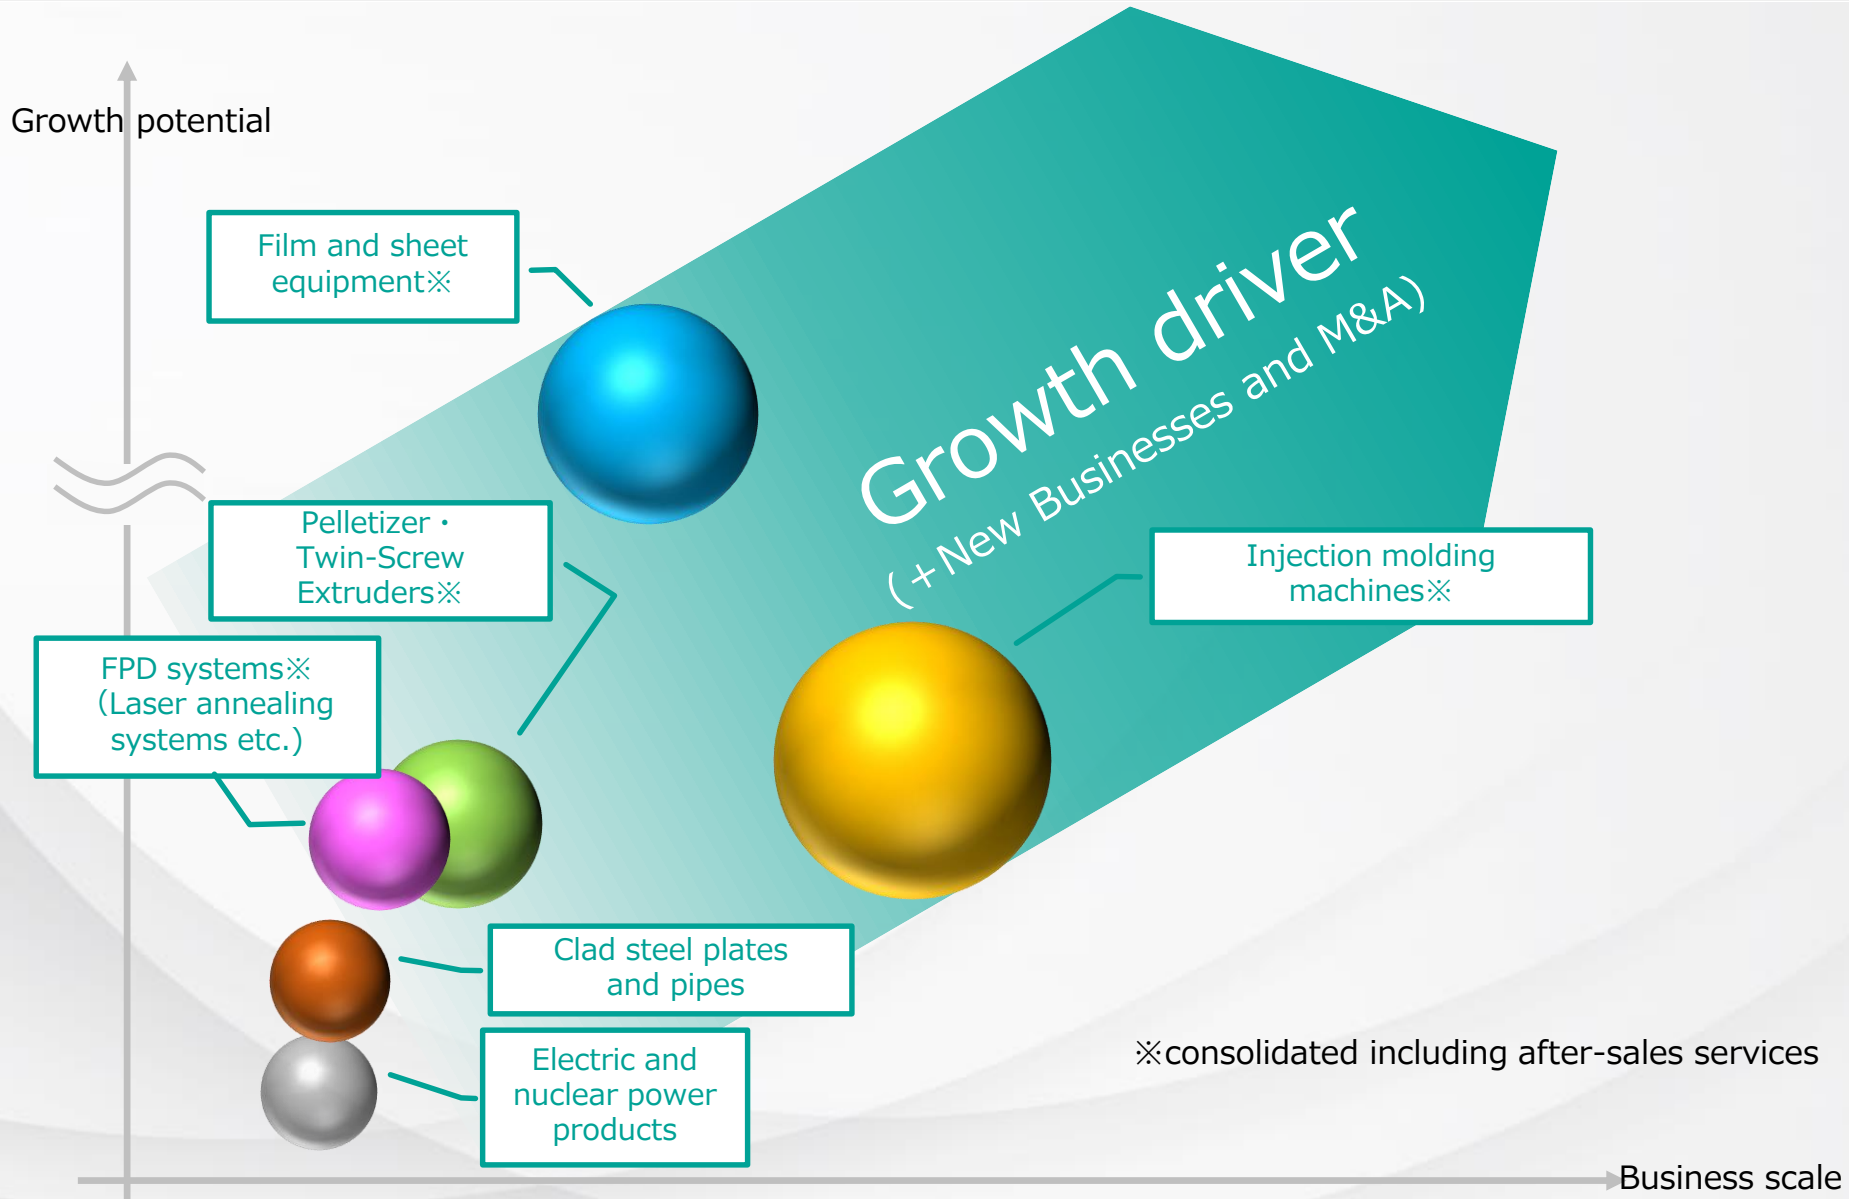 Growth potential
Film and sheet
equipment※
Growth driver
(+New Businesses and M&A)
Pelletizer・
Twin-Screw
Extruders※
Injection molding
machines※
FPD systems※
(Laser annealing
systems etc.)
Clad steel plates
and pipes
Electric and
nuclear power
products
※consolidated including after-sales services
Business scale